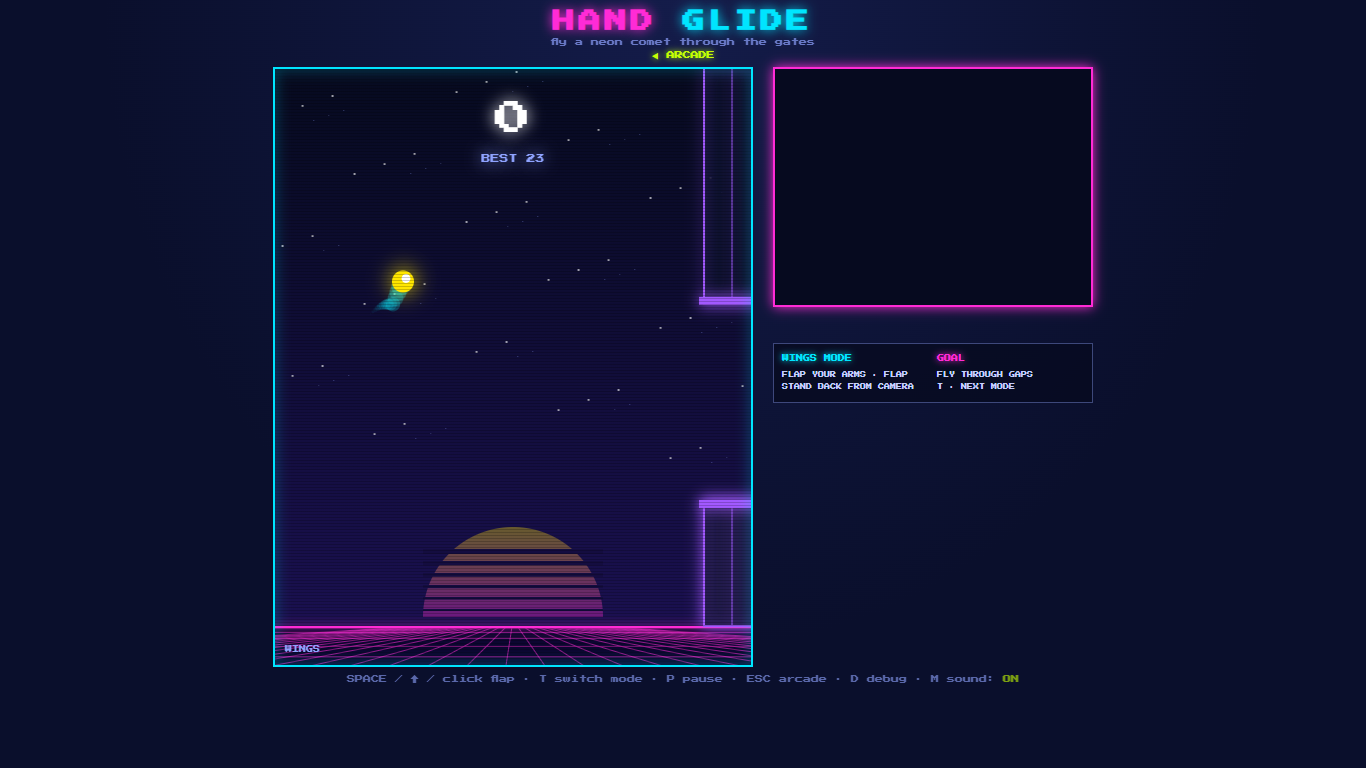 HAND GLIDE
fly a neon comet through the gates
◂ ARCADE
0
BEST 23
WINGS
WINGS MODE
FLAP YOUR ARMS · FLAP
STAND BACK FROM CAMERA
GOAL
FLY THROUGH GAPS
T · NEXT MODE
SPACE / ⬆ / click flap · T switch mode · P pause · ESC arcade · D debug · M sound: ON